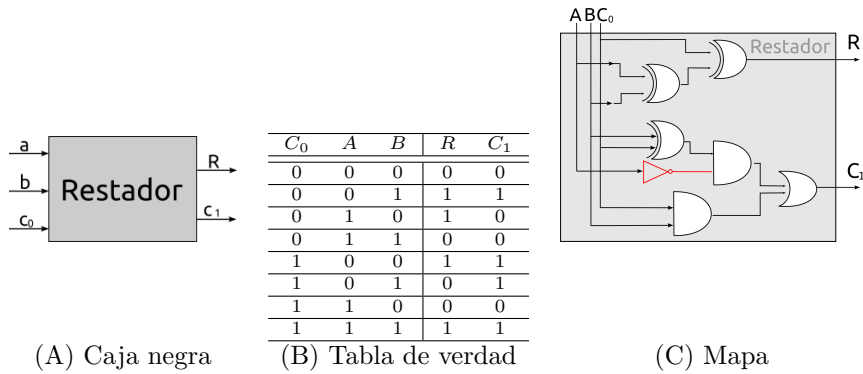 a
b
c₀
Restador
R
c₁
(A) Caja negra
C₀ A B R C₁
0 0 0 0 0
0 0 1 1 1
0 1 0 1 0
0 1 1 0 0
1 0 0 1 1
1 0 1 0 1
1 1 0 0 0
1 1 1 1 1
(B) Tabla de verdad
A B C₀
Restador
R
C₁
(C) Mapa